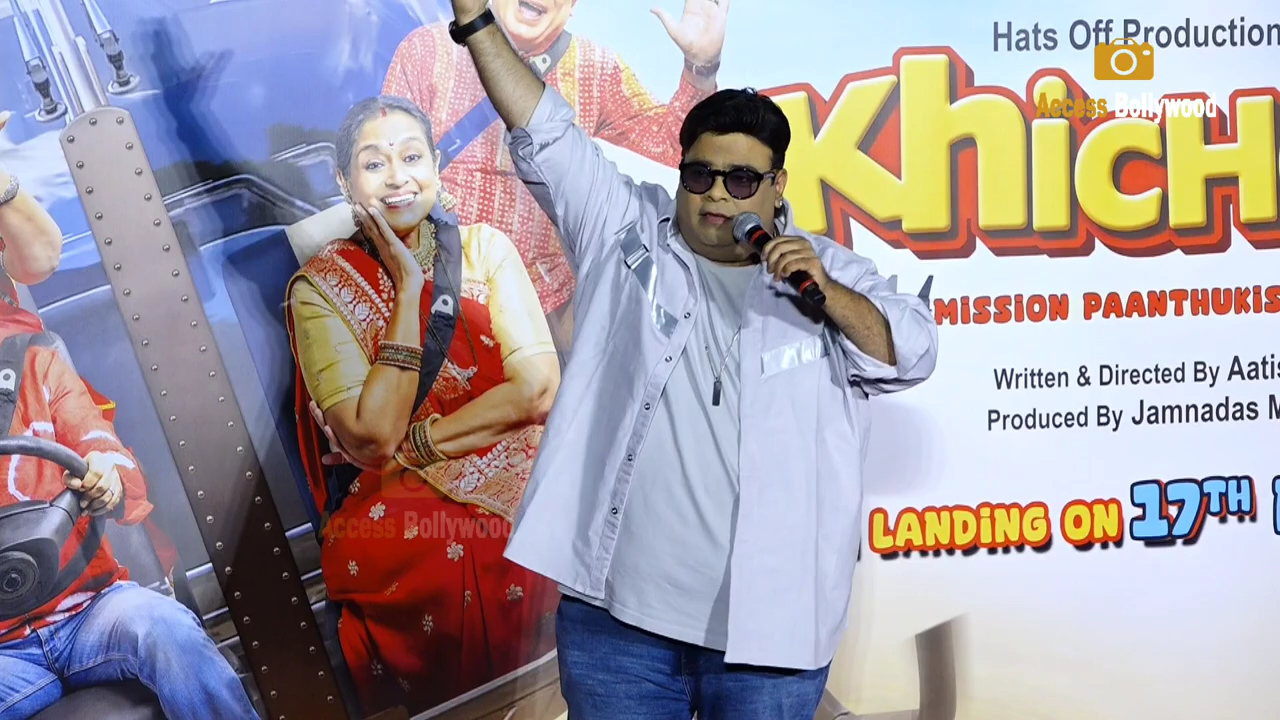 Hats Off Production
Access Bollywood
Khich
MISSION PAANTHUKIS
Written & Directed By Aatis
Produced By Jamnadas M
LANDING ON 17TH
Access Bollywood